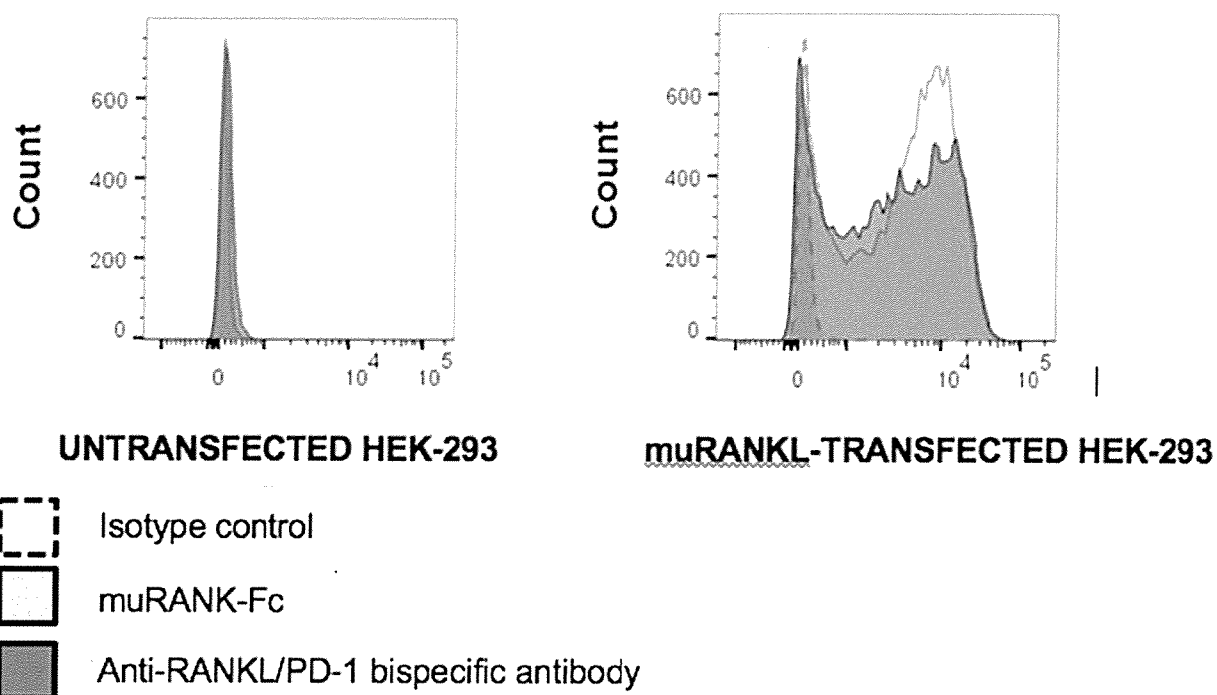 Count
600
400
200
0
0
10^4
10^5
Count
600
400
200
0
0
10^4
10^5
UNTRANSFECTED HEK-293
muRANKL-TRANSFECTED HEK-293
Isotype control
muRANK-Fc
Anti-RANKL/PD-1 bispecific antibody